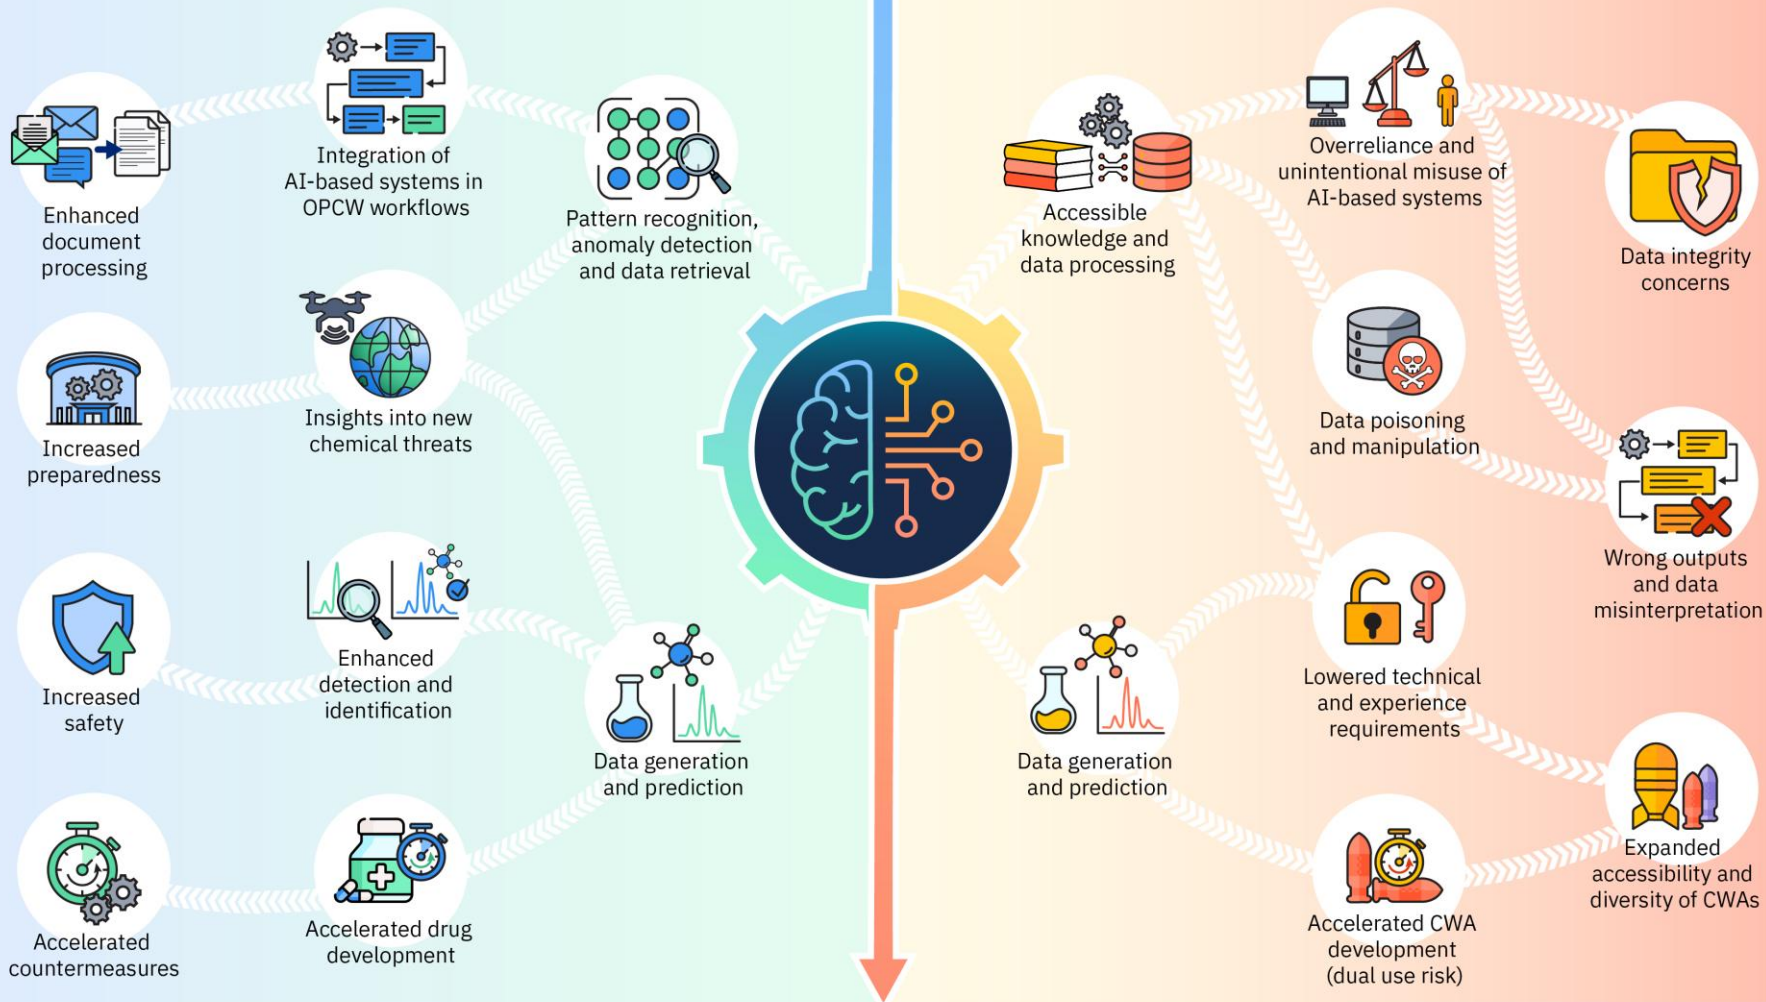 Enhanced
document
processing
Integration of
AI-based systems in
OPCW workflows
Pattern recognition,
anomaly detection
and data retrieval
Increased
preparedness
Insights into new
chemical threats
Increased
safety
Enhanced
detection and
identification
Data generation
and prediction
Accelerated
countermeasures
Accelerated drug
development
Accessible
knowledge and
data processing
Overreliance and
unintentional misuse of
AI-based systems
Data integrity
concerns
Data poisoning
and manipulation
Wrong outputs
and data
misinterpretation
Data generation
and prediction
Lowered technical
and experience
requirements
Expanded
accessibility and
diversity of CWAs
Accelerated CWA
development
(dual use risk)